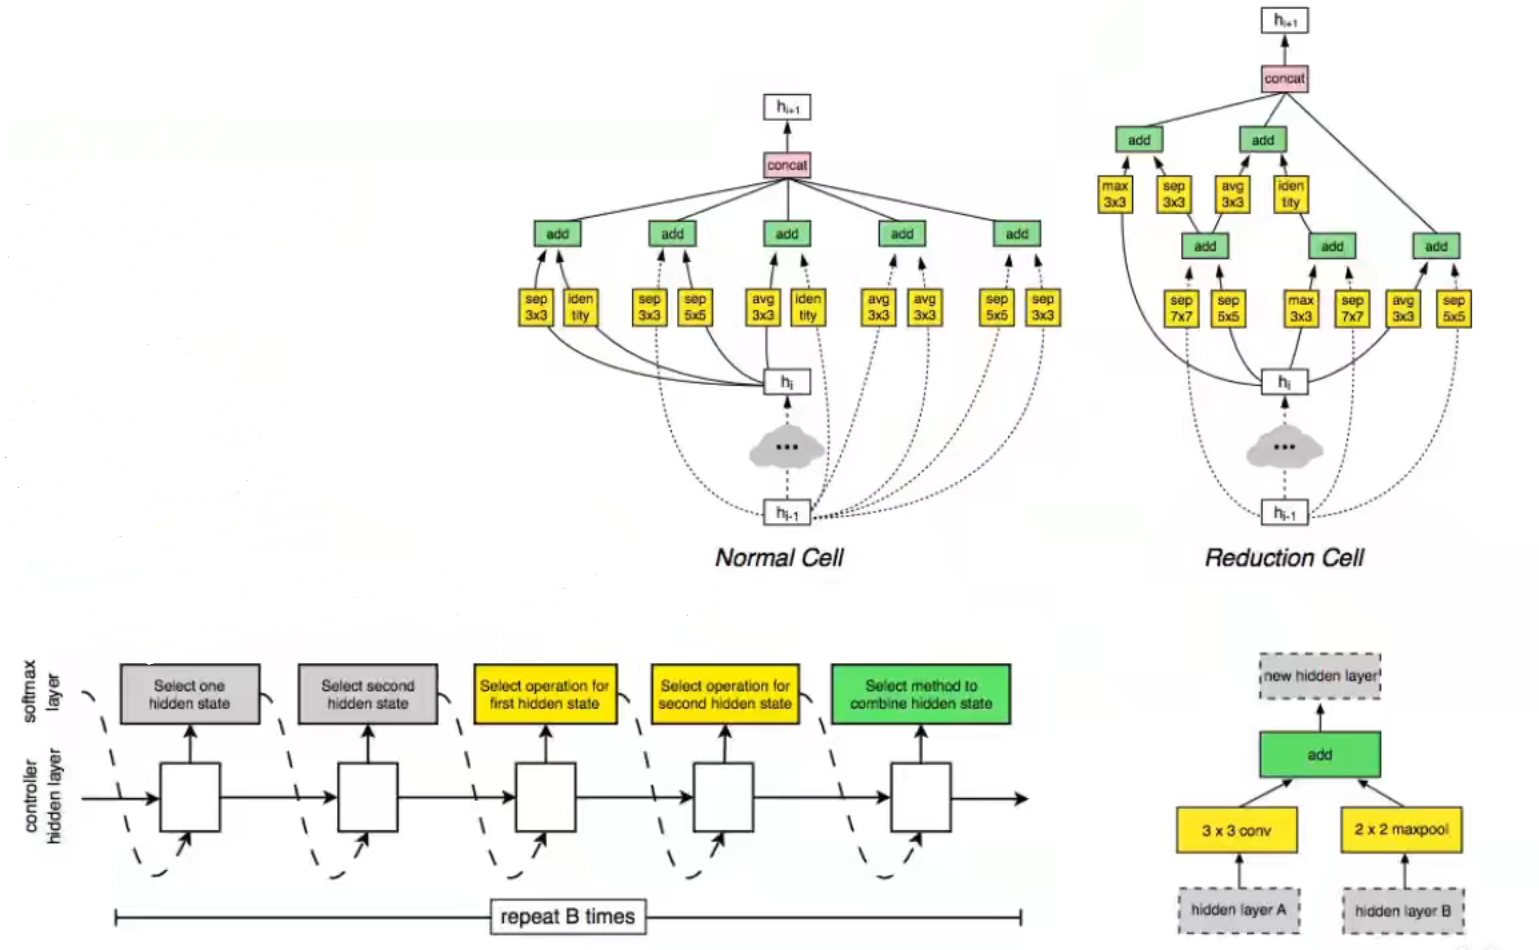 h_{i+1}
concat
add add add add add
sep 3x3
iden tity
sep 3x3
sep 5x5
avg 3x3
iden tity
avg 3x3
avg 3x3
sep 5x5
sep 3x3
h_i
...
h_{i-1}
Normal Cell
h_{i+1}
concat
add add
max 3x3
sep 3x3
avg 3x3
iden tity
add add add
sep 7x7
sep 5x5
max 3x3
sep 7x7
avg 3x3
sep 5x5
h_i
...
h_{i-1}
Reduction Cell
softmax
layer
controller
hidden layer
Select one
hidden state
Select second
hidden state
Select operation for
first hidden state
Select operation for
second hidden state
Select method to
combine hidden state
repeat B times
new hidden layer
add
3 x 3 conv
2 x 2 maxpool
hidden layer A
hidden layer B